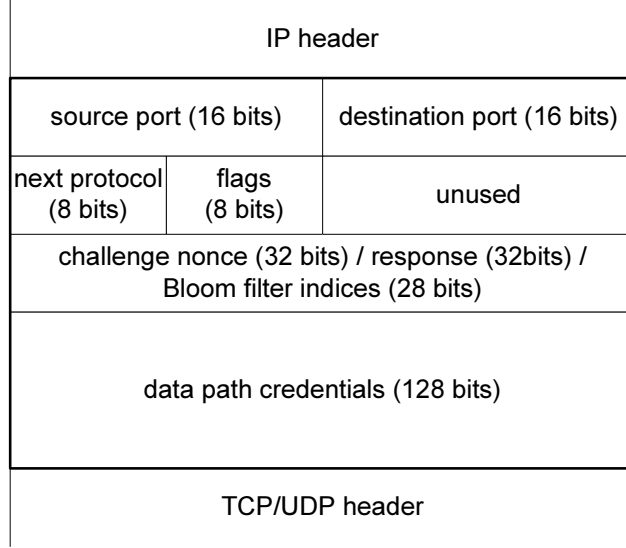 IP header
source port (16 bits)
destination port (16 bits)
next protocol
(8 bits)
flags
(8 bits)
unused
challenge nonce (32 bits) / response (32bits) /
Bloom filter indices (28 bits)
data path credentials (128 bits)
TCP/UDP header